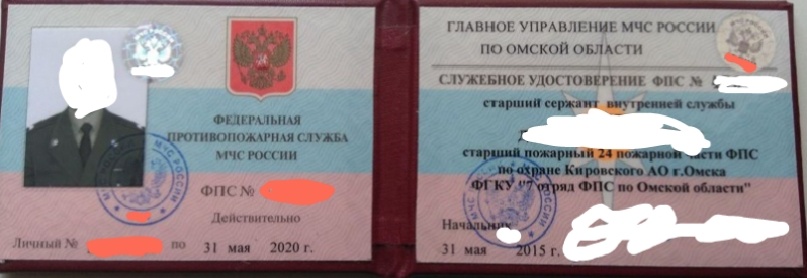 ФЕДЕРАЛЬНАЯ
ПРОТИВОПОЖАРНАЯ СЛУЖБА
МЧС РОССИИ
ФПС №
Действительно
Личный № по 31 мая 2020 г.
ГЛАВНОЕ УПРАВЛЕНИЕ МЧС РОССИИ
ПО ОМСКОЙ ОБЛАСТИ
СЛУЖЕБНОЕ УДОСТОВЕРЕНИЕ ФПС №
старший сержант внутренней службы
старший пожарный 24 пожарной части ФПС
по охране Кировского АО г.Омска
ФГКУ "7 отряд ФПС по Омской области"
Начальник
31 мая 2015 г.